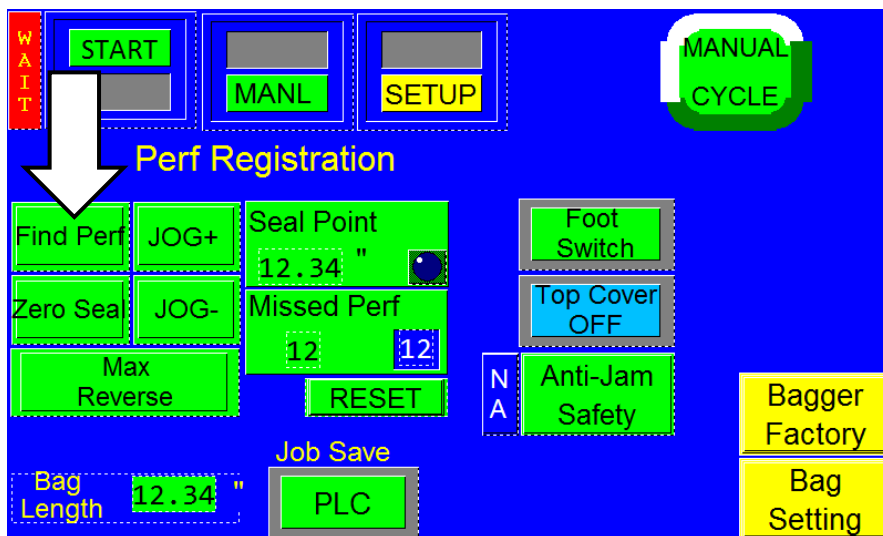 WAIT
START
MANL
SETUP
MANUAL
CYCLE
Perf Registration
Find Perf
JOG+
Seal Point
12.34 "
Foot
Switch
Zero Seal
JOG-
Missed Perf
12 12
Top Cover
OFF
Max
Reverse
RESET
NA
Anti-Jam
Safety
Bagger
Factory
Job Save
Bag
Length
12.34 "
PLC
Bag
Setting